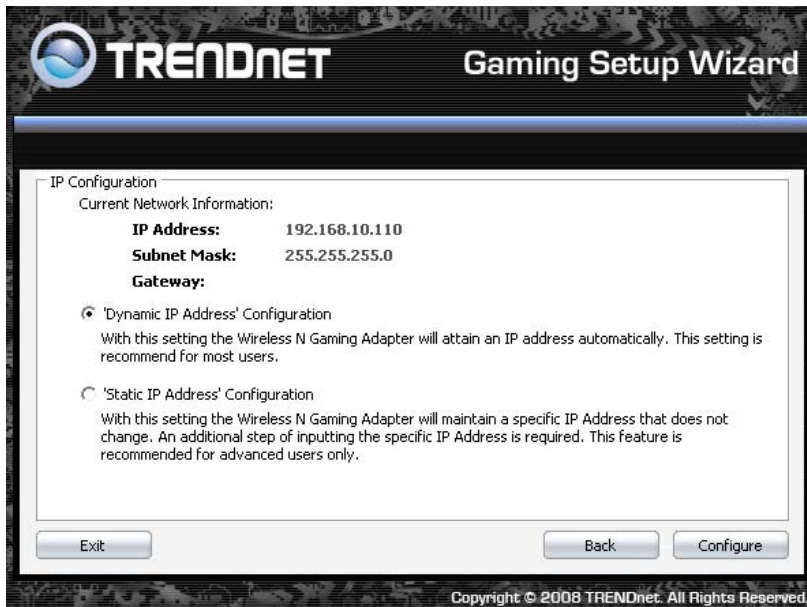 TRENDNET
Gaming Setup Wizard
IP Configuration
Current Network Information:
IP Address: 192.168.10.110
Subnet Mask: 255.255.255.0
Gateway:
'Dynamic IP Address' Configuration
With this setting the Wireless N Gaming Adapter will attain an IP address automatically. This setting is
recommend for most users.
'Static IP Address' Configuration
With this setting the Wireless N Gaming Adapter will maintain a specific IP Address that does not
change. An additional step of inputting the specific IP Address is required. This feature is
recommended for advanced users only.
Exit
Back
Configure
Copyright © 2008 TRENDnet. All Rights Reserved